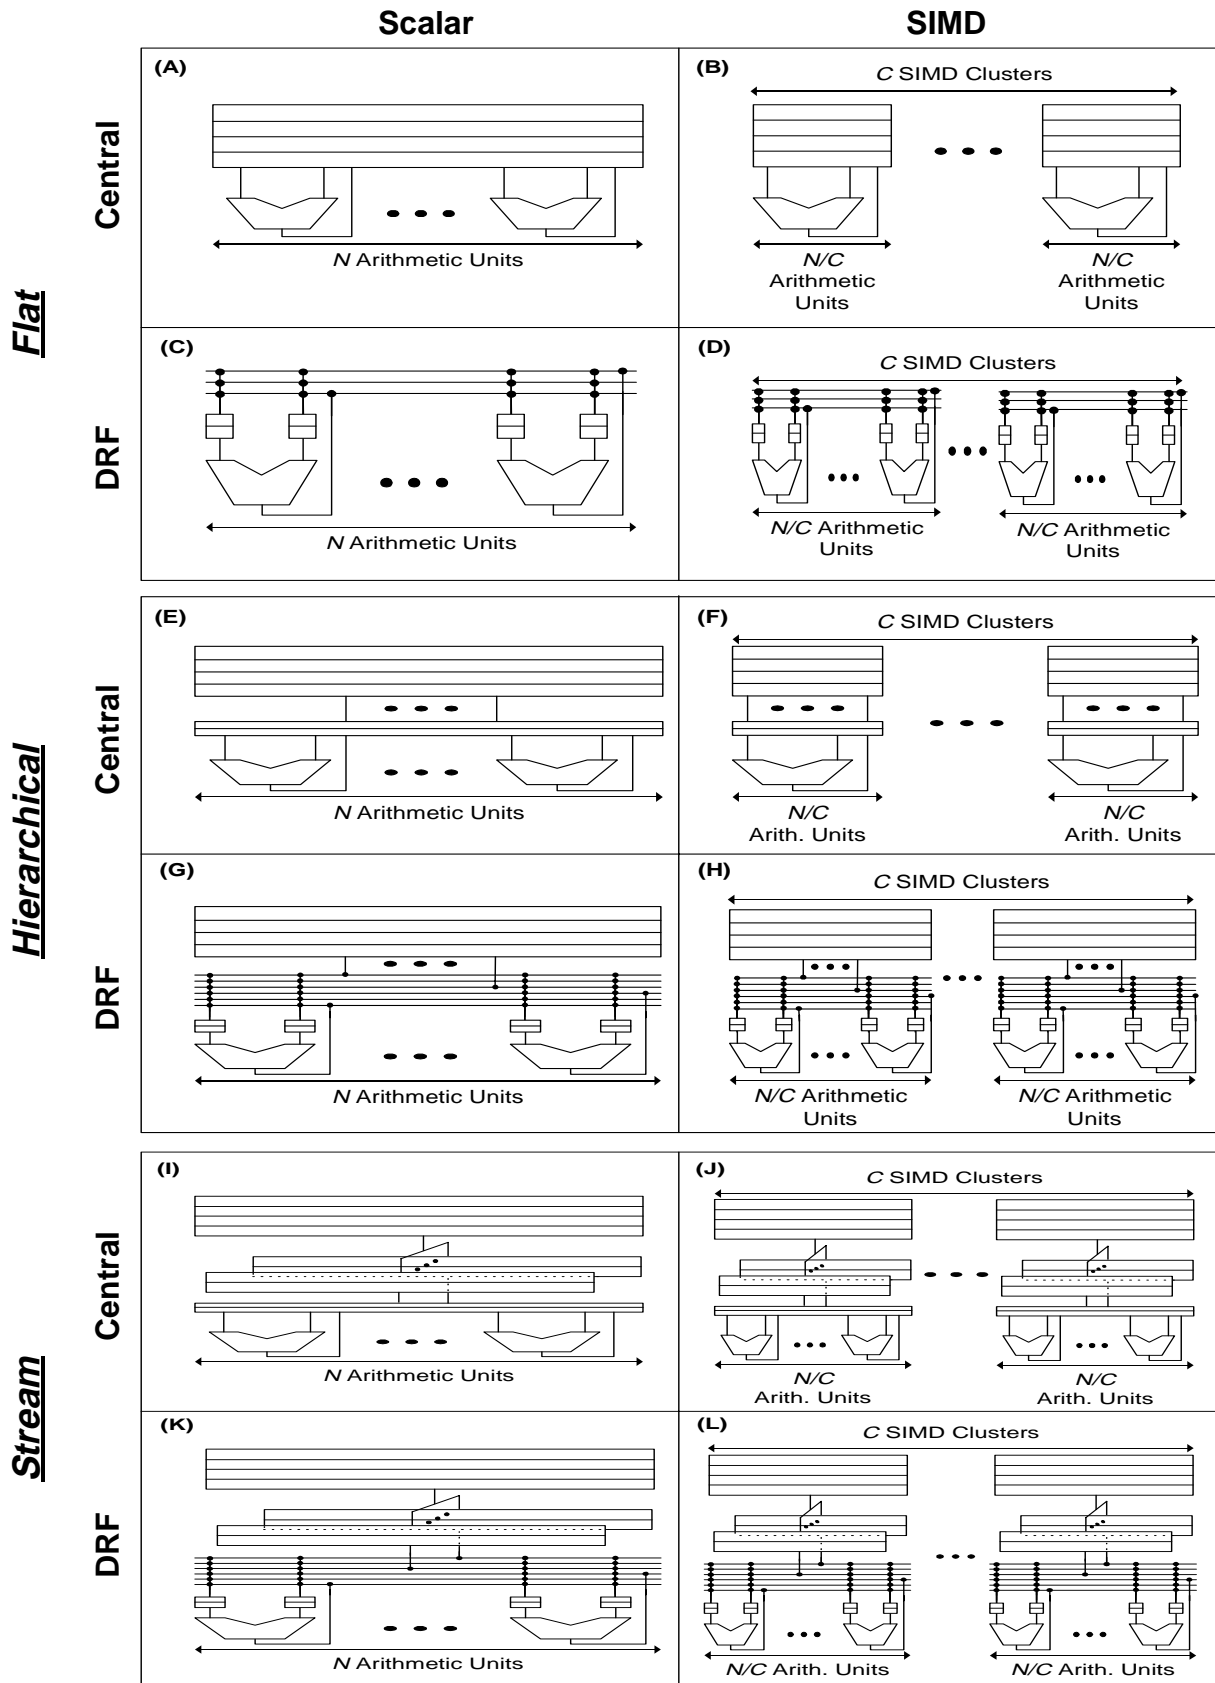 Scalar
SIMD
Flat
Central
(A)
N Arithmetic Units
(B)
C SIMD Clusters
N/C
Arithmetic
Units
N/C
Arithmetic
Units
DRF
(C)
N Arithmetic Units
(D)
C SIMD Clusters
N/C Arithmetic
Units
N/C Arithmetic
Units
Hierarchical
Central
(E)
N Arithmetic Units
(F)
C SIMD Clusters
N/C
Arith. Units
N/C
Arith. Units
DRF
(G)
N Arithmetic Units
(H)
C SIMD Clusters
N/C Arithmetic
Units
N/C Arithmetic
Units
Stream
Central
(I)
N Arithmetic Units
(J)
C SIMD Clusters
N/C
Arith. Units
N/C
Arith. Units
DRF
(K)
N Arithmetic Units
(L)
C SIMD Clusters
N/C Arith. Units
N/C Arith. Units